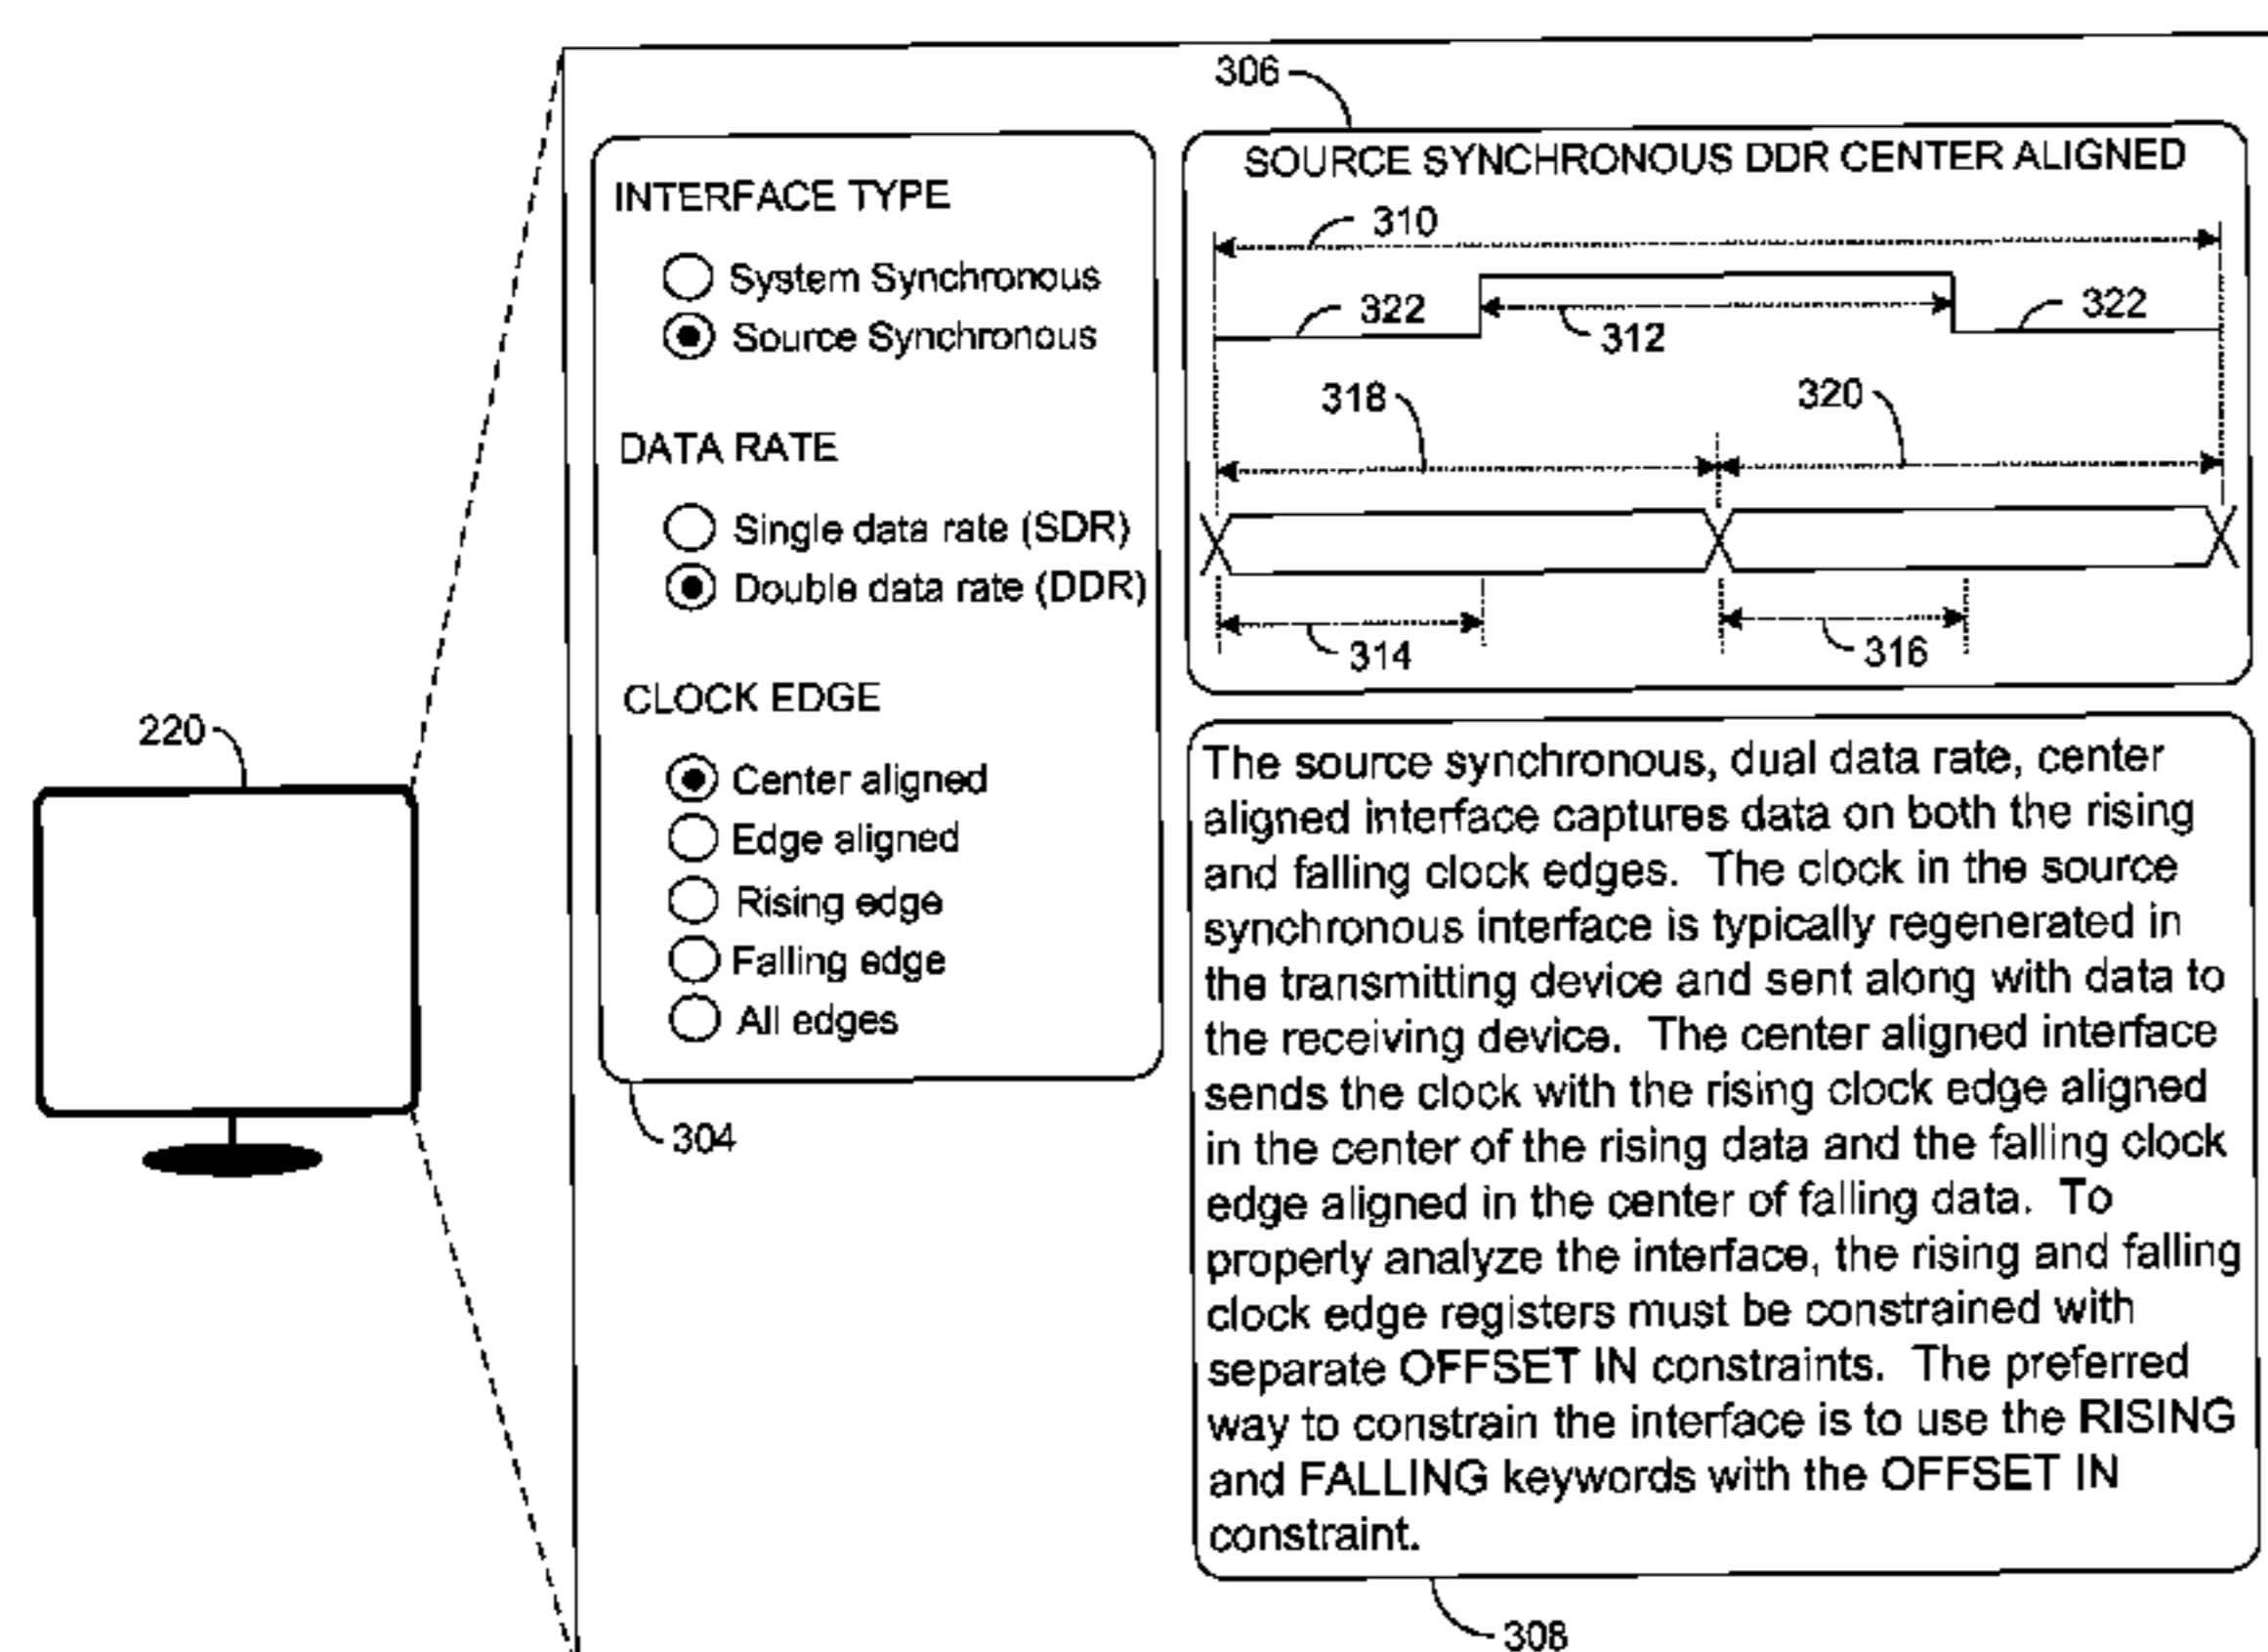 306
INTERFACE TYPE
System Synchronous
Source Synchronous
DATA RATE
Single data rate (SDR)
Double data rate (DDR)
CLOCK EDGE
Center aligned
Edge aligned
Rising edge
Falling edge
All edges
304
220
SOURCE SYNCHRONOUS DDR CENTER ALIGNED
310
322
312
322
318
320
314
316
The source synchronous, dual data rate, center
aligned interface captures data on both the rising
and falling clock edges. The clock in the source
synchronous interface is typically regenerated in
the transmitting device and sent along with data to
the receiving device. The center aligned interface
sends the clock with the rising clock edge aligned
in the center of the rising data and the falling clock
edge aligned in the center of falling data. To
properly analyze the interface, the rising and falling
clock edge registers must be constrained with
separate OFFSET IN constraints. The preferred
way to constrain the interface is to use the RISING
and FALLING keywords with the OFFSET IN
constraint.
308